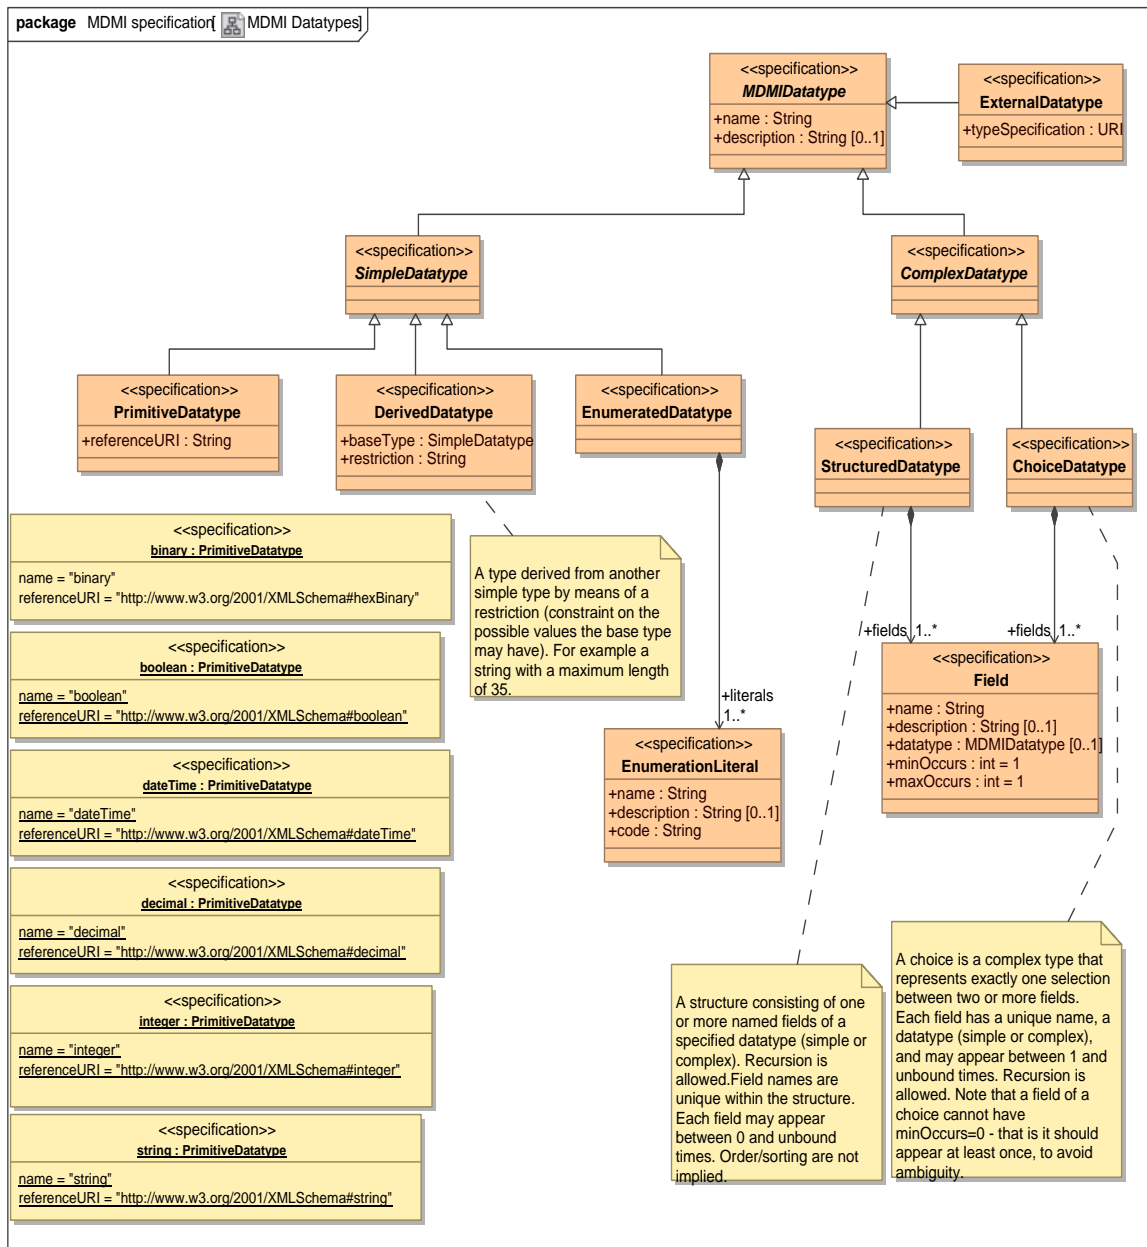 package MDMI specification[ MDMI Datatypes]
<<specification>>
MDMIDatatype
+name : String
+description : String [0..1]
<<specification>>
ExternalDatatype
+typeSpecification : URI
<<specification>>
SimpleDatatype
<<specification>>
ComplexDatatype
<<specification>>
PrimitiveDatatype
+referenceURI : String
<<specification>>
DerivedDatatype
+baseType : SimpleDatatype
+restriction : String
<<specification>>
EnumeratedDatatype
<<specification>>
StructuredDatatype
<<specification>>
ChoiceDatatype
<<specification>>
binary : PrimitiveDatatype
name = "binary"
referenceURI = "http://www.w3.org/2001/XMLSchema#hexBinary"
<<specification>>
boolean : PrimitiveDatatype
name = "boolean"
referenceURI = "http://www.w3.org/2001/XMLSchema#boolean"
<<specification>>
dateTime : PrimitiveDatatype
name = "dateTime"
referenceURI = "http://www.w3.org/2001/XMLSchema#dateTime"
<<specification>>
decimal : PrimitiveDatatype
name = "decimal"
referenceURI = "http://www.w3.org/2001/XMLSchema#decimal"
<<specification>>
integer : PrimitiveDatatype
name = "integer"
referenceURI = "http://www.w3.org/2001/XMLSchema#integer"
<<specification>>
string : PrimitiveDatatype
name = "string"
referenceURI = "http://www.w3.org/2001/XMLSchema#string"
A type derived from another
simple type by means of a
restriction (constraint on the
possible values the base type
may have). For example a
string with a maximum length
of 35.
+literals
1..*
<<specification>>
EnumerationLiteral
+name : String
+description : String [0..1]
+code : String
+fields 1..*
+fields 1..*
<<specification>>
Field
+name : String
+description : String [0..1]
+datatype : MDMIDatatype [0..1]
+minOccurs : int = 1
+maxOccurs : int = 1
A structure consisting of one
or more named fields of a
specified datatype (simple or
complex). Recursion is
allowed.Field names are
unique within the structure.
Each field may appear
between 0 and unbound
times. Order/sorting are not
implied.
A choice is a complex type that
represents exactly one selection
between two or more fields.
Each field has a unique name, a
datatype (simple or complex),
and may appear between 1 and
unbound times. Recursion is
allowed. Note that a field of a
choice cannot have
minOccurs=0 - that is it should
appear at least once, to avoid
ambiguity.